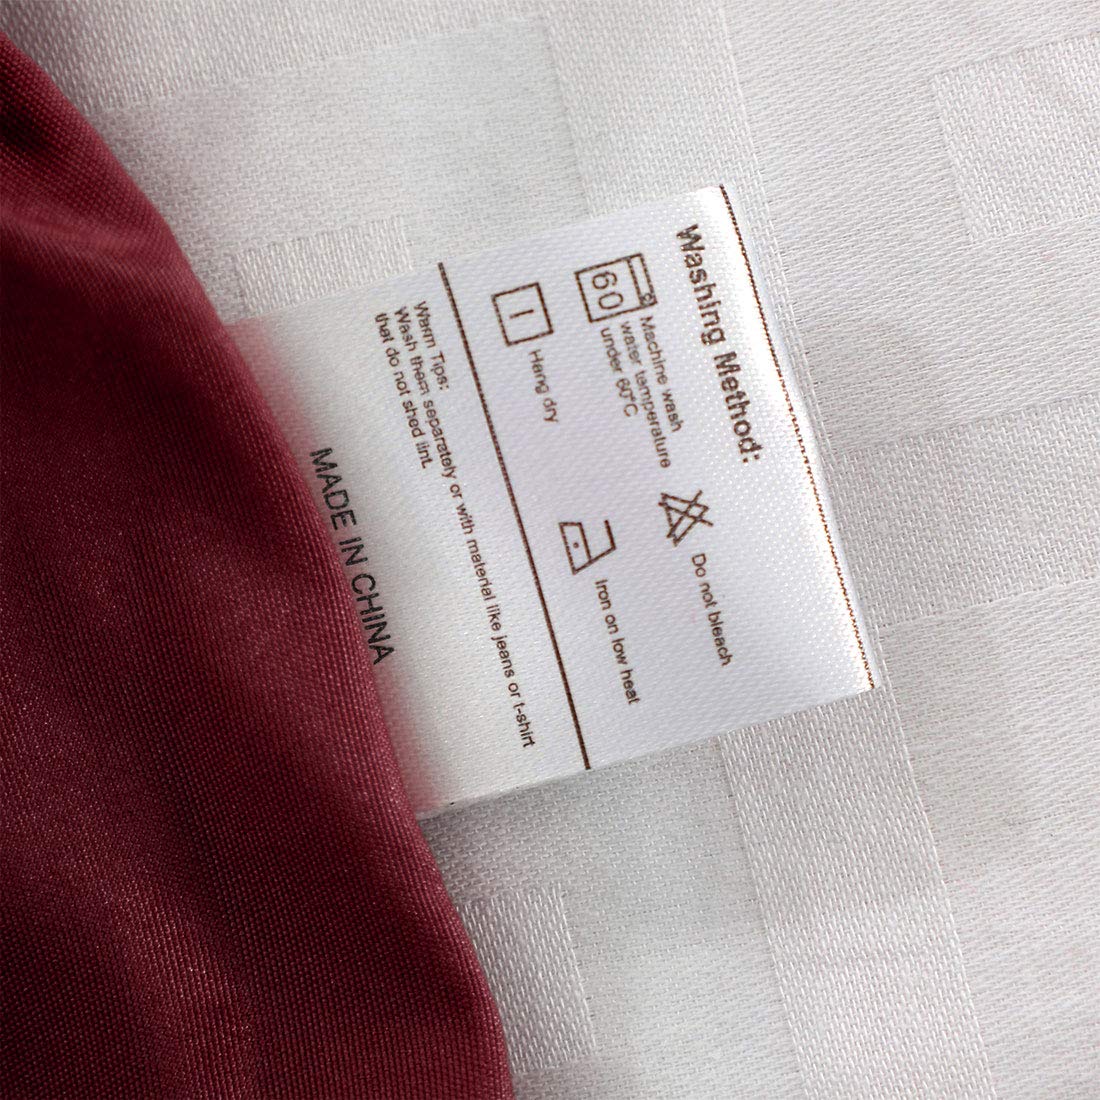 Washing Method:
60
Machine wash
water temperature
under 60°C
Do not bleach
Hang dry
Iron on low heat
Warm Tips:
Wash them separately or with material like jeans or t-shirt
that do not shed lint.
MADE IN CHINA